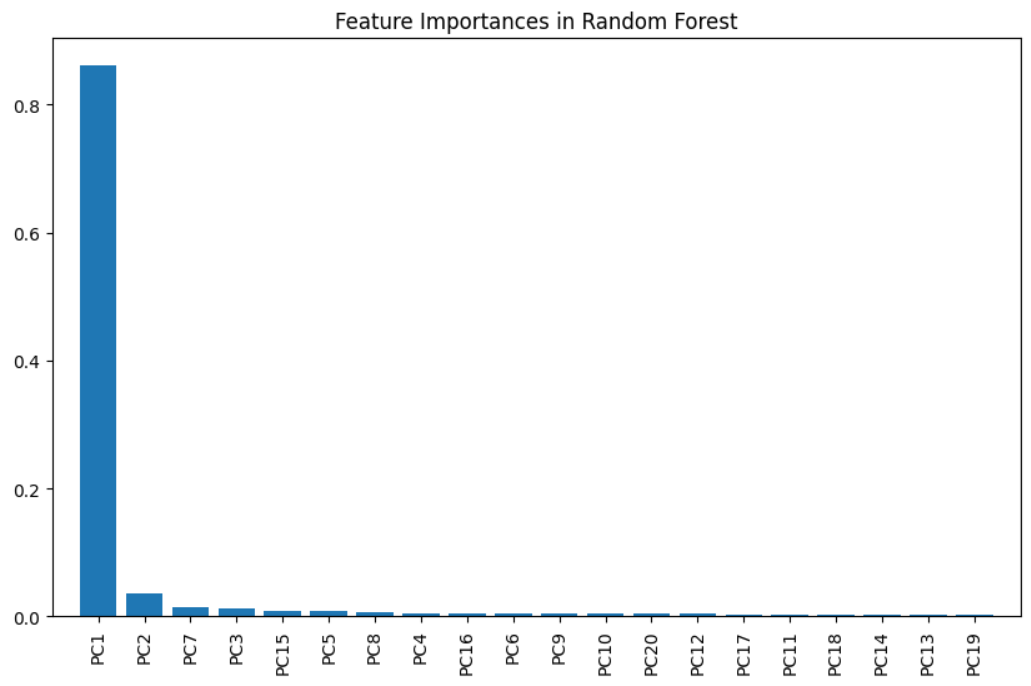 Feature Importances in Random Forest
0.8
0.6
0.4
0.2
0.0
PC1
PC2
PC7
PC3
PC15
PC5
PC8
PC4
PC16
PC6
PC9
PC10
PC20
PC12
PC17
PC11
PC18
PC14
PC13
PC19